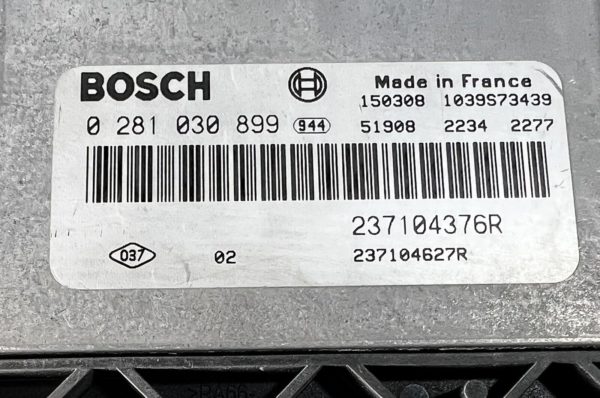 BOSCH
Made in France
150308 1039S73439
0 281 030 899 944 51908 2234 2277
237104376R
037 02 237104627R